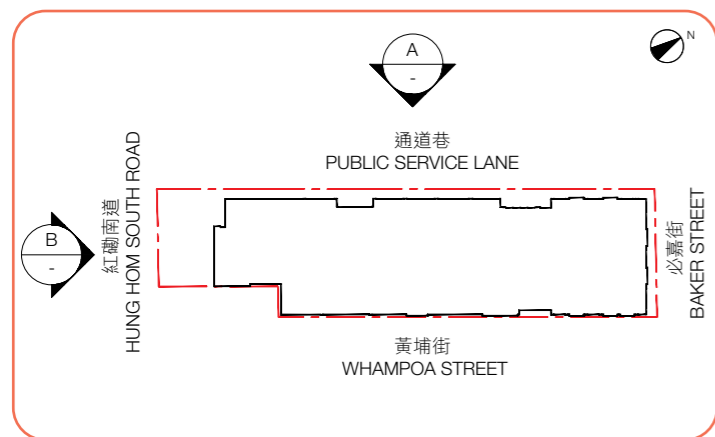 A
-
N
通道巷
PUBLIC SERVICE LANE
B
-
紅磡南道
HUNG HOM SOUTH ROAD
必嘉街
BAKER STREET
黃埔街
WHAMPOA STREET